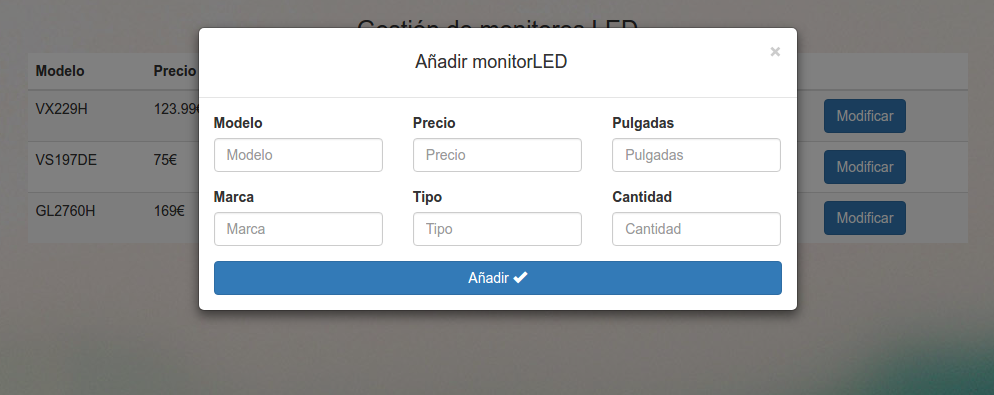 Gestión de monitores LED
Añadir monitorLED ×
Modelo Precio
VX229H 123.99€ Modificar
VS197DE 75€ Modificar
GL2760H 169€ Modificar
Modelo Precio Pulgadas
Modelo Precio Pulgadas
Marca Tipo Cantidad
Marca Tipo Cantidad
Añadir